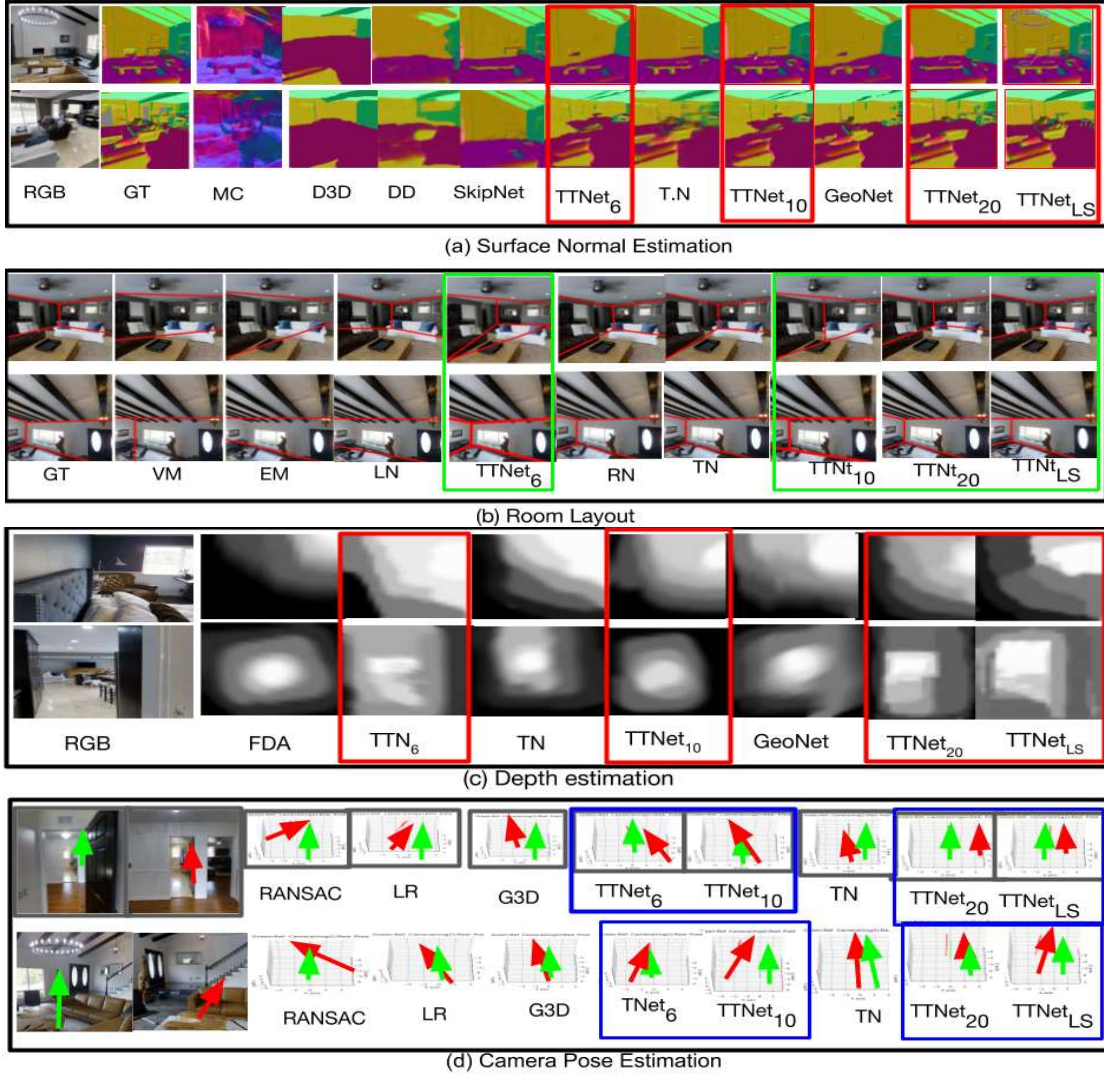 RGB GT MC D3D DD SkipNet TTNet6 T.N TTNet10 GeoNet TTNet20 TTNetLS
(a) Surface Normal Estimation
GT VM EM LN TTNet6 RN TN TTNt10 TTNt20 TTNtLS
(b) Room Layout
RGB FDA TTN6 TN TTNet10 GeoNet TTNet20 TTNetLS
(c) Depth estimation
RANSAC LR G3D TTNet6 TTNet10 TN TTNet20 TTNetLS
RANSAC LR G3D TNet6 TTNet10 TN TTNet20 TTNetLS
(d) Camera Pose Estimation